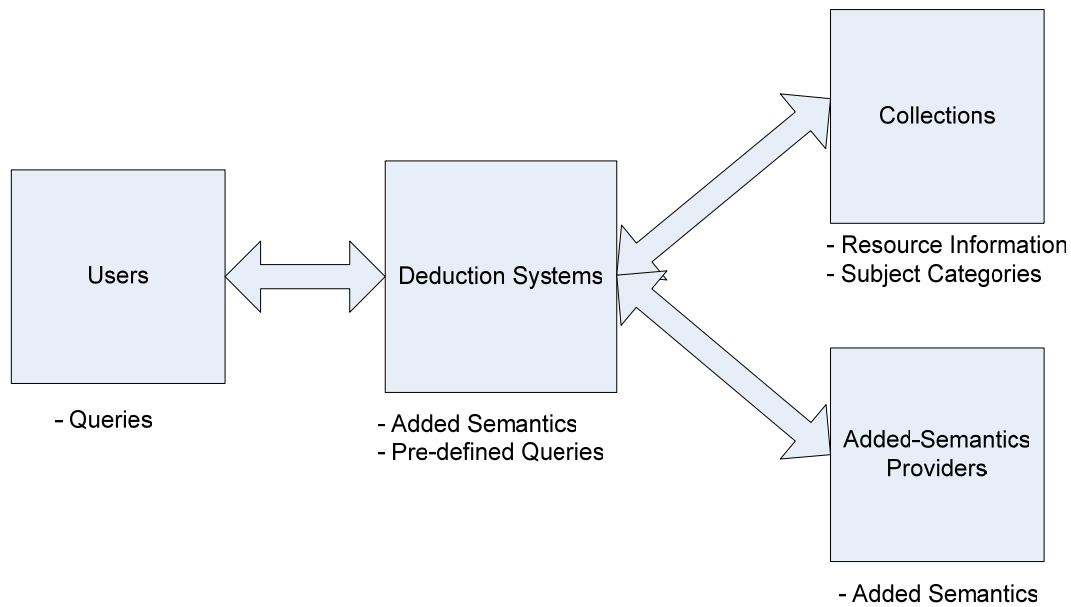 Users
- Queries
Deduction Systems
- Added Semantics
- Pre-defined Queries
Collections
- Resource Information
- Subject Categories
Added-Semantics
Providers
- Added Semantics